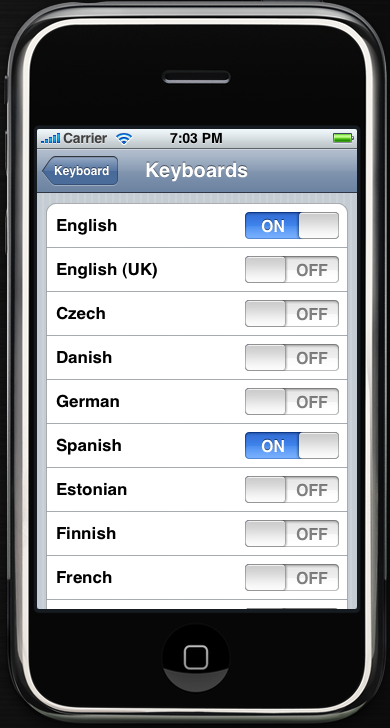 Carrier 7:03 PM
Keyboard Keyboards
English ON
English (UK) OFF
Czech OFF
Danish OFF
German OFF
Spanish ON
Estonian OFF
Finnish OFF
French OFF